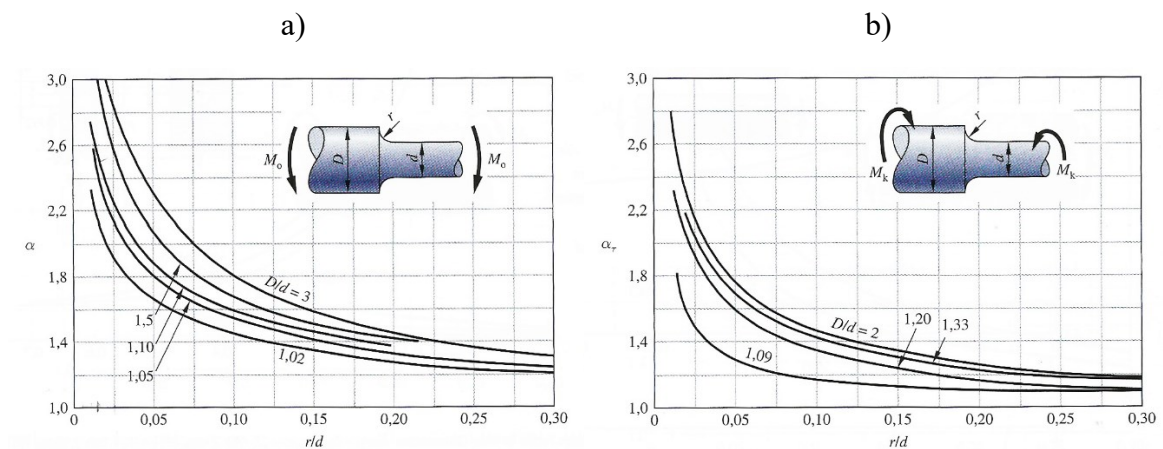 a)
3,0
2,6
2,2
α
1,8
1,4
1,0
0
0,05
0,10
0,15
0,20
0,25
0,30
r/d
M₀
D
r
d
M₀
D/d = 3
1,5
1,10
1,05
1,02
b)
3,0
2,6
2,2
α_τ
1,8
1,4
1,0
0
0,05
0,10
0,15
0,20
0,25
0,30
r/d
M_k
D
r
d
M_k
D/d = 2
1,20
1,33
1,09